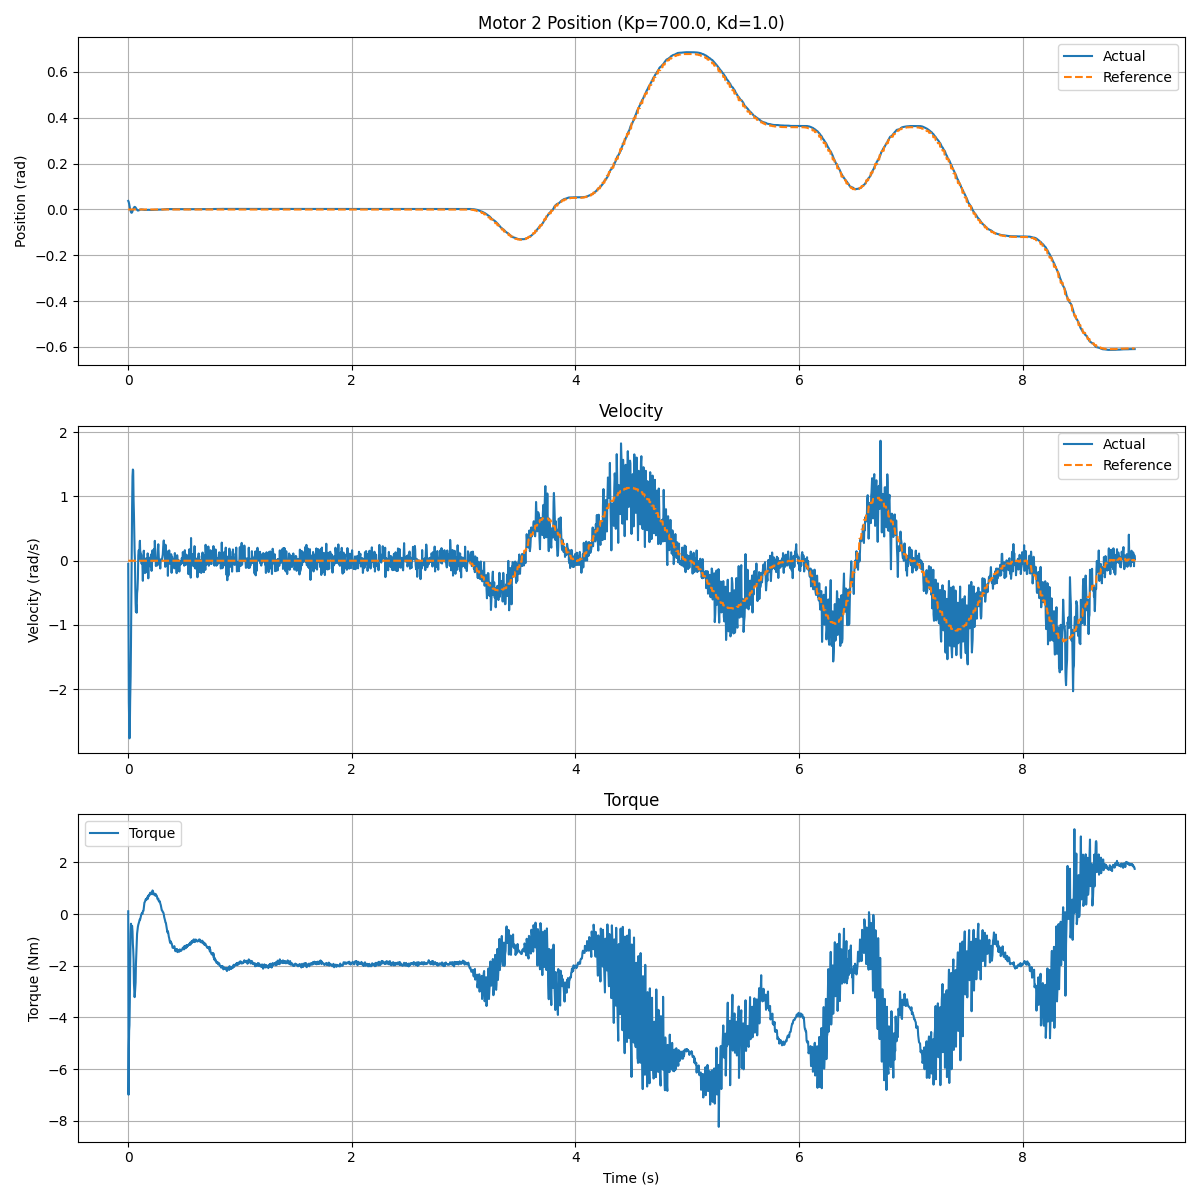 Motor 2 Position (Kp=700.0, Kd=1.0)
Actual
Reference
Position (rad)
0.6
0.4
0.2
0.0
−0.2
−0.4
−0.6
0 2 4 6 8
Velocity
Actual
Reference
Velocity (rad/s)
2
1
0
−1
−2
0 2 4 6 8
Torque
Torque
Torque (Nm)
2
0
−2
−4
−6
−8
0 2 4 6 8
Time (s)